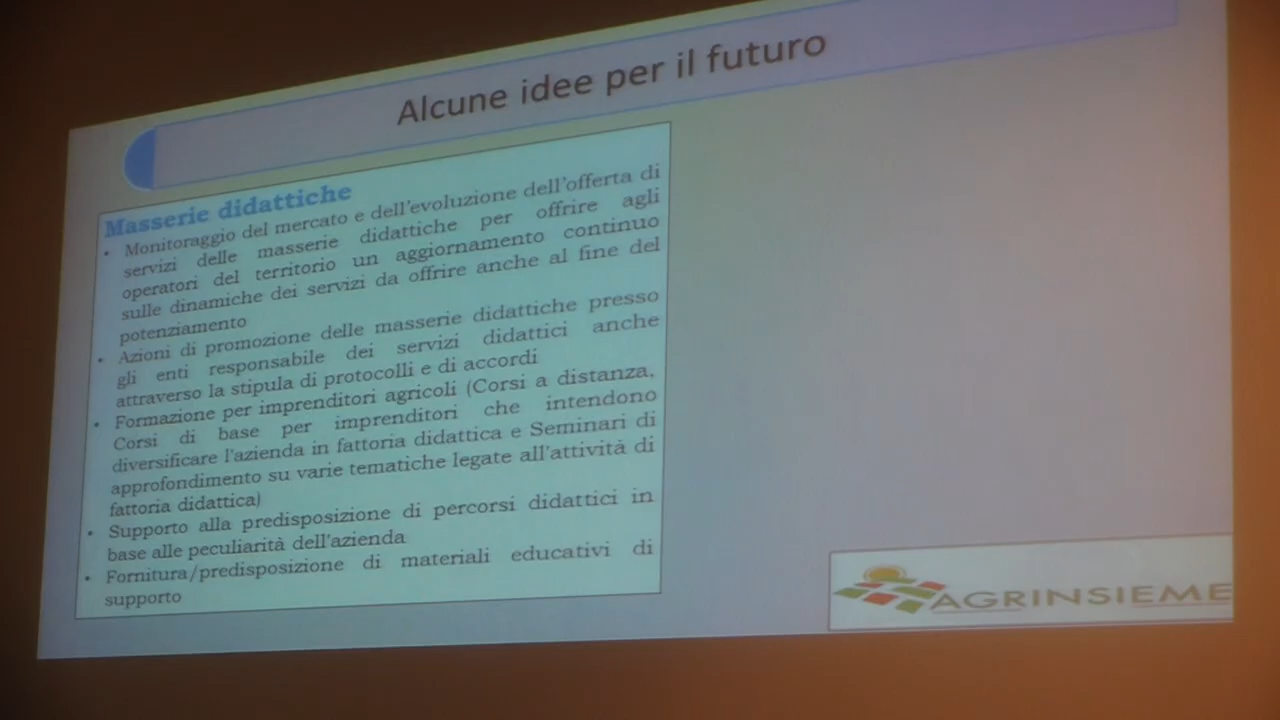 Alcune idee per il futuro
Masserie didattiche
• Monitoraggio del mercato e dell'evoluzione dell'offerta di
servizi delle masserie didattiche per offrire agli
operatori del territorio un aggiornamento continuo
sulle dinamiche dei servizi da offrire anche al fine del
potenziamento
• Azioni di promozione delle masserie didattiche presso
gli enti responsabile dei servizi didattici anche
attraverso la stipula di protocolli e di accordi
• Formazione per imprenditori agricoli (Corsi a distanza,
Corsi di base per imprenditori che intendono
diversificare l'azienda in fattoria didattica e Seminari di
approfondimento su varie tematiche legate all'attività di
fattoria didattica)
• Supporto alla predisposizione di percorsi didattici in
base alle peculiarità dell'azienda
• Fornitura/predisposizione di materiali educativi di
supporto
AGRINSIEME